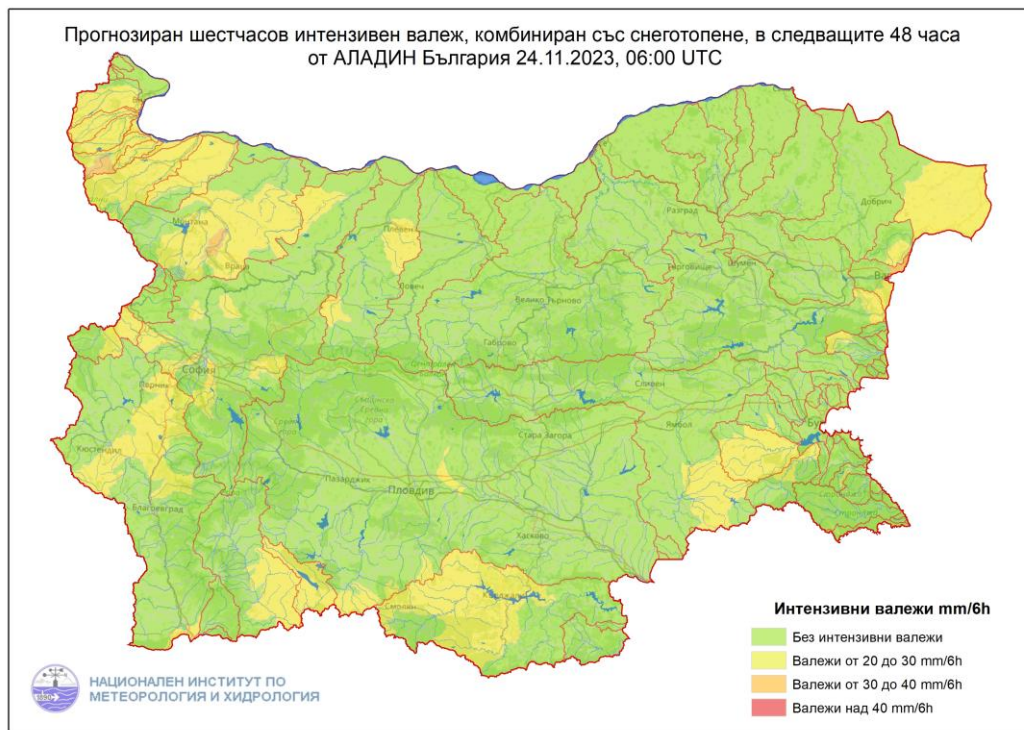 Прогнозиран шестчасов интензивен валеж, комбиниран със снеготопене, в следващите 48 часа
от АЛАДИН България 24.11.2023, 06:00 UTC
Монтана
Враца
Плевен
Ловеч
Разград
Добрич
Търговище
Шумен
Велико Търново
Габрово
София
Перник
Сливен
Ямбол
Стара Загора
Кюстендил
Пазарджик
Пловдив
Благоевград
Хасково
Смолян
Интензивни валежи mm/6h
Без интензивни валежи
Валежи от 20 до 30 mm/6h
Валежи от 30 до 40 mm/6h
Валежи над 40 mm/6h
1890
НАЦИОНАЛЕН ИНСТИТУТ ПО
МЕТЕОРОЛОГИЯ И ХИДРОЛОГИЯ